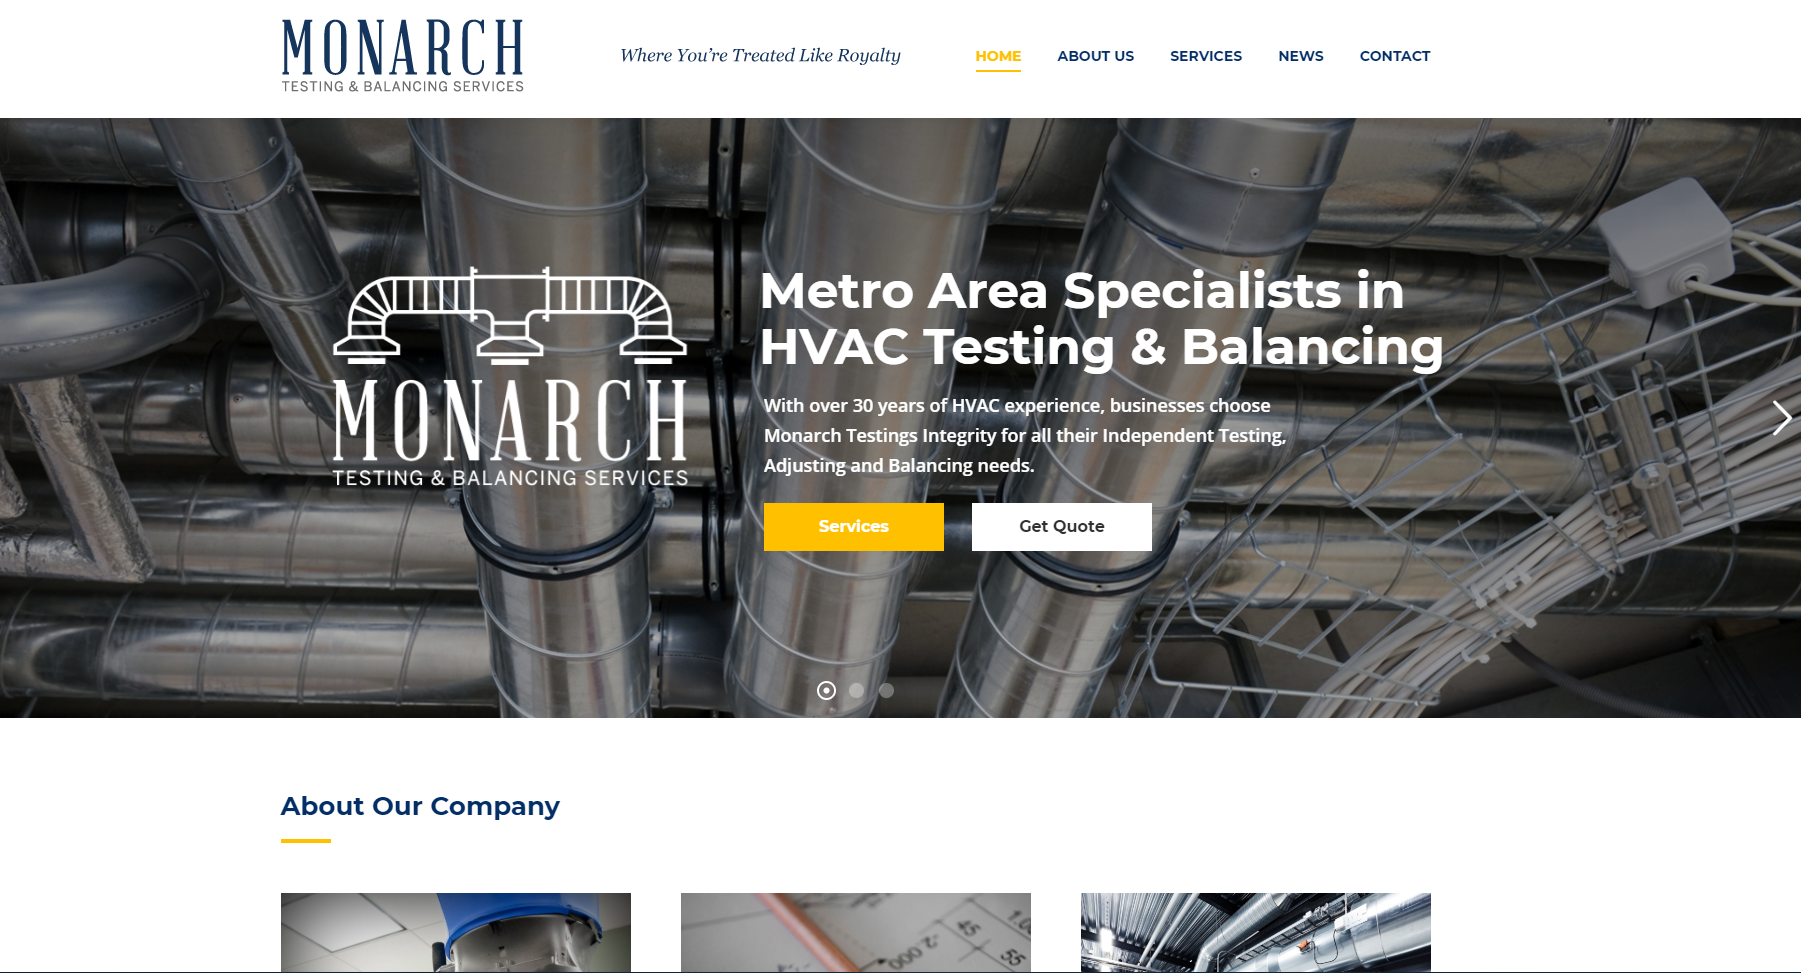 MONARCH
TESTING & BALANCING SERVICES
Where You’re Treated Like Royalty
HOME
ABOUT US
SERVICES
NEWS
CONTACT
MONARCH
TESTING & BALANCING SERVICES
Metro Area Specialists in
HVAC Testing & Balancing
With over 30 years of HVAC experience, businesses choose
Monarch Testings Integrity for all their Independent Testing,
Adjusting and Balancing needs.
Services
Get Quote
About Our Company
45
55